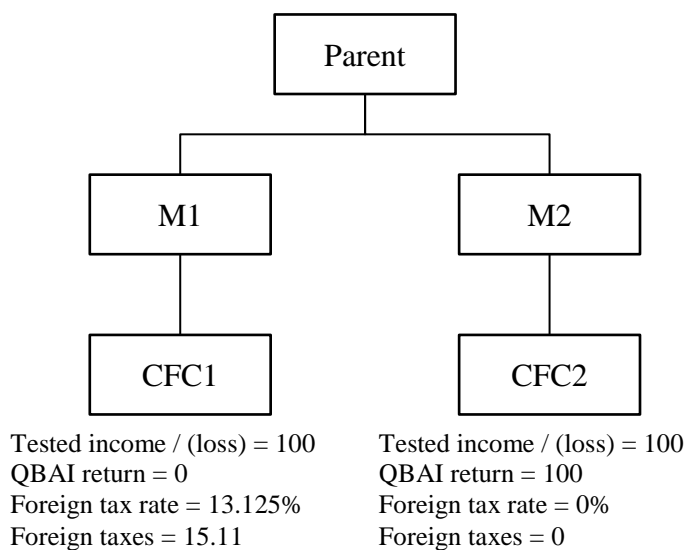 Parent
M1
M2
CFC1
CFC2
Tested income / (loss) = 100
QBAI return = 0
Foreign tax rate = 13.125%
Foreign taxes = 15.11
Tested income / (loss) = 100
QBAI return = 100
Foreign tax rate = 0%
Foreign taxes = 0